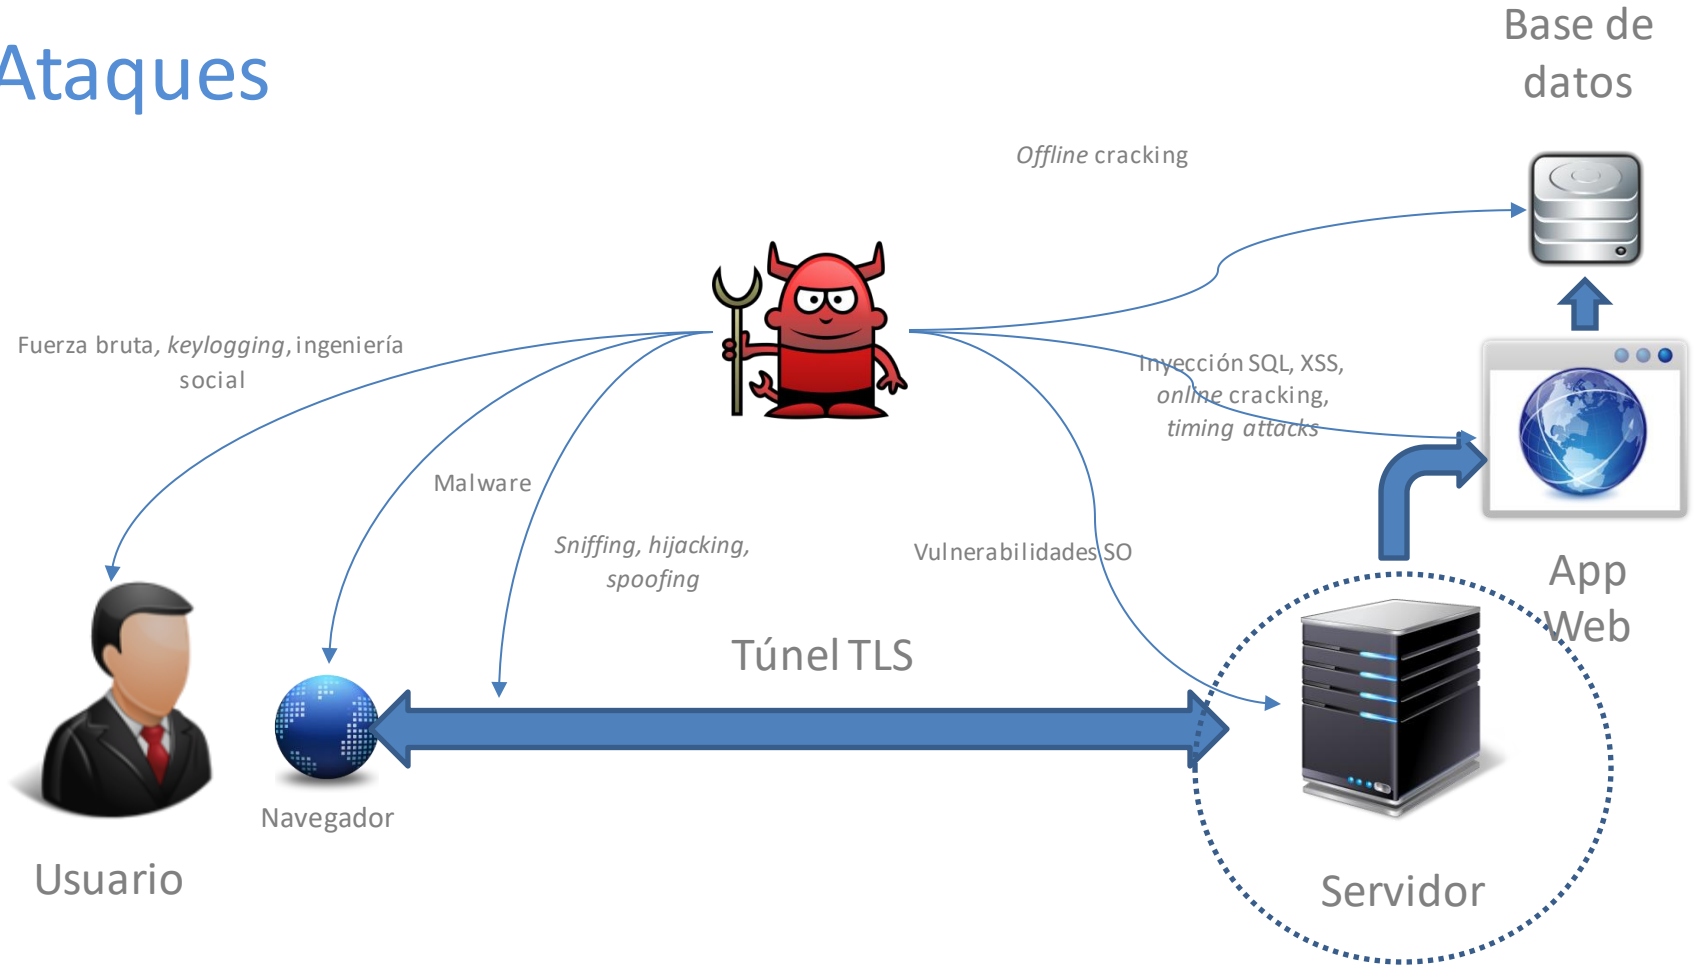 Ataques
Base de
datos
Offline cracking
Fuerza bruta, keylogging, ingeniería
social
Inyección SQL, XSS,
online cracking,
timing attacks
Malware
Sniffing, hijacking,
spoofing
Vulnerabilidades SO
App
Web
Túnel TLS
Navegador
Usuario
Servidor